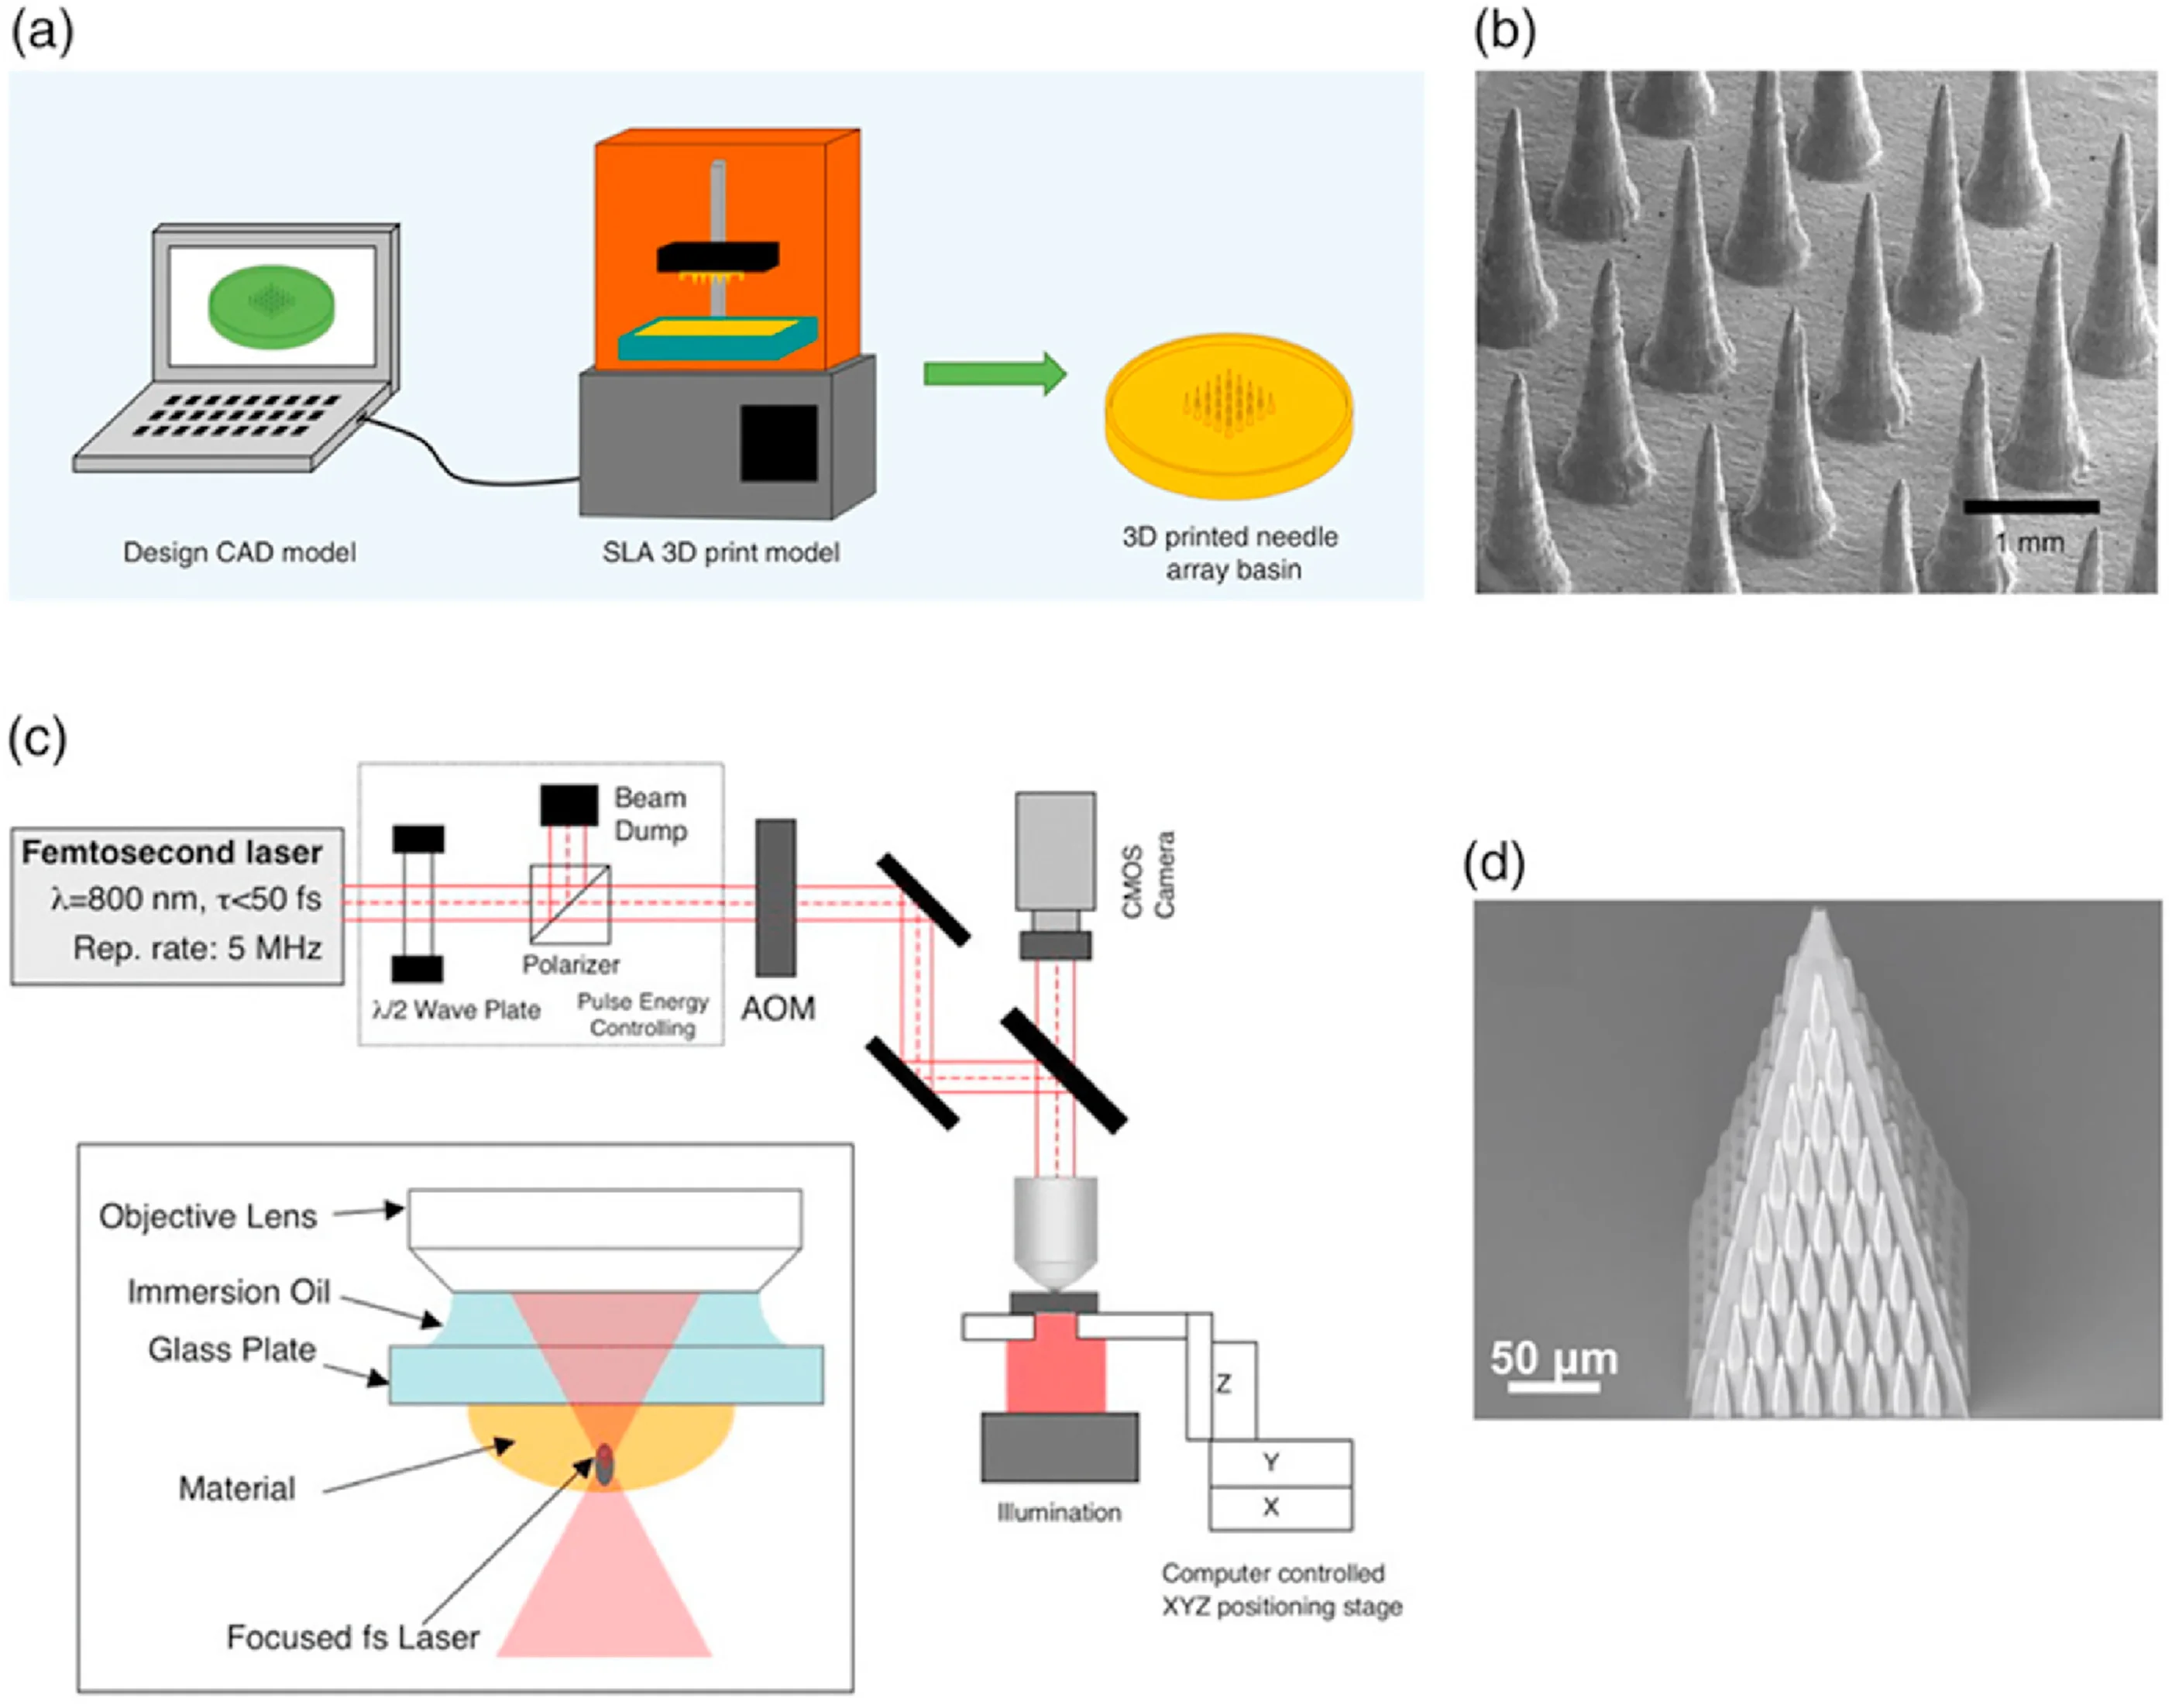 (a)
Design CAD model
SLA 3D print model
3D printed needle
array basin
(b)
1 mm
(c)
Femtosecond laser
λ=800 nm, τ<50 fs
Rep. rate: 5 MHz
Beam
Dump
Polarizer
λ/2 Wave Plate
Pulse Energy
Controlling
AOM
CMOS
Camera
Objective Lens
Immersion Oil
Glass Plate
Material
Focused fs Laser
Z
Y
X
Illumination
Computer controlled
XYZ positioning stage
(d)
50 µm